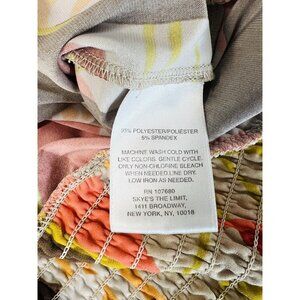 95% POLYESTER/POLIÉSTER
5% SPANDEX
MACHINE WASH COLD WITH
LIKE COLORS. GENTLE CYCLE.
ONLY NON-CHLORINE BLEACH
WHEN NEEDED LINE DRY.
LOW IRON AS NEEDED.
RN 107680
SKYE'S THE LIMIT,
1411 BROADWAY,
NEW YORK, NY, 10018